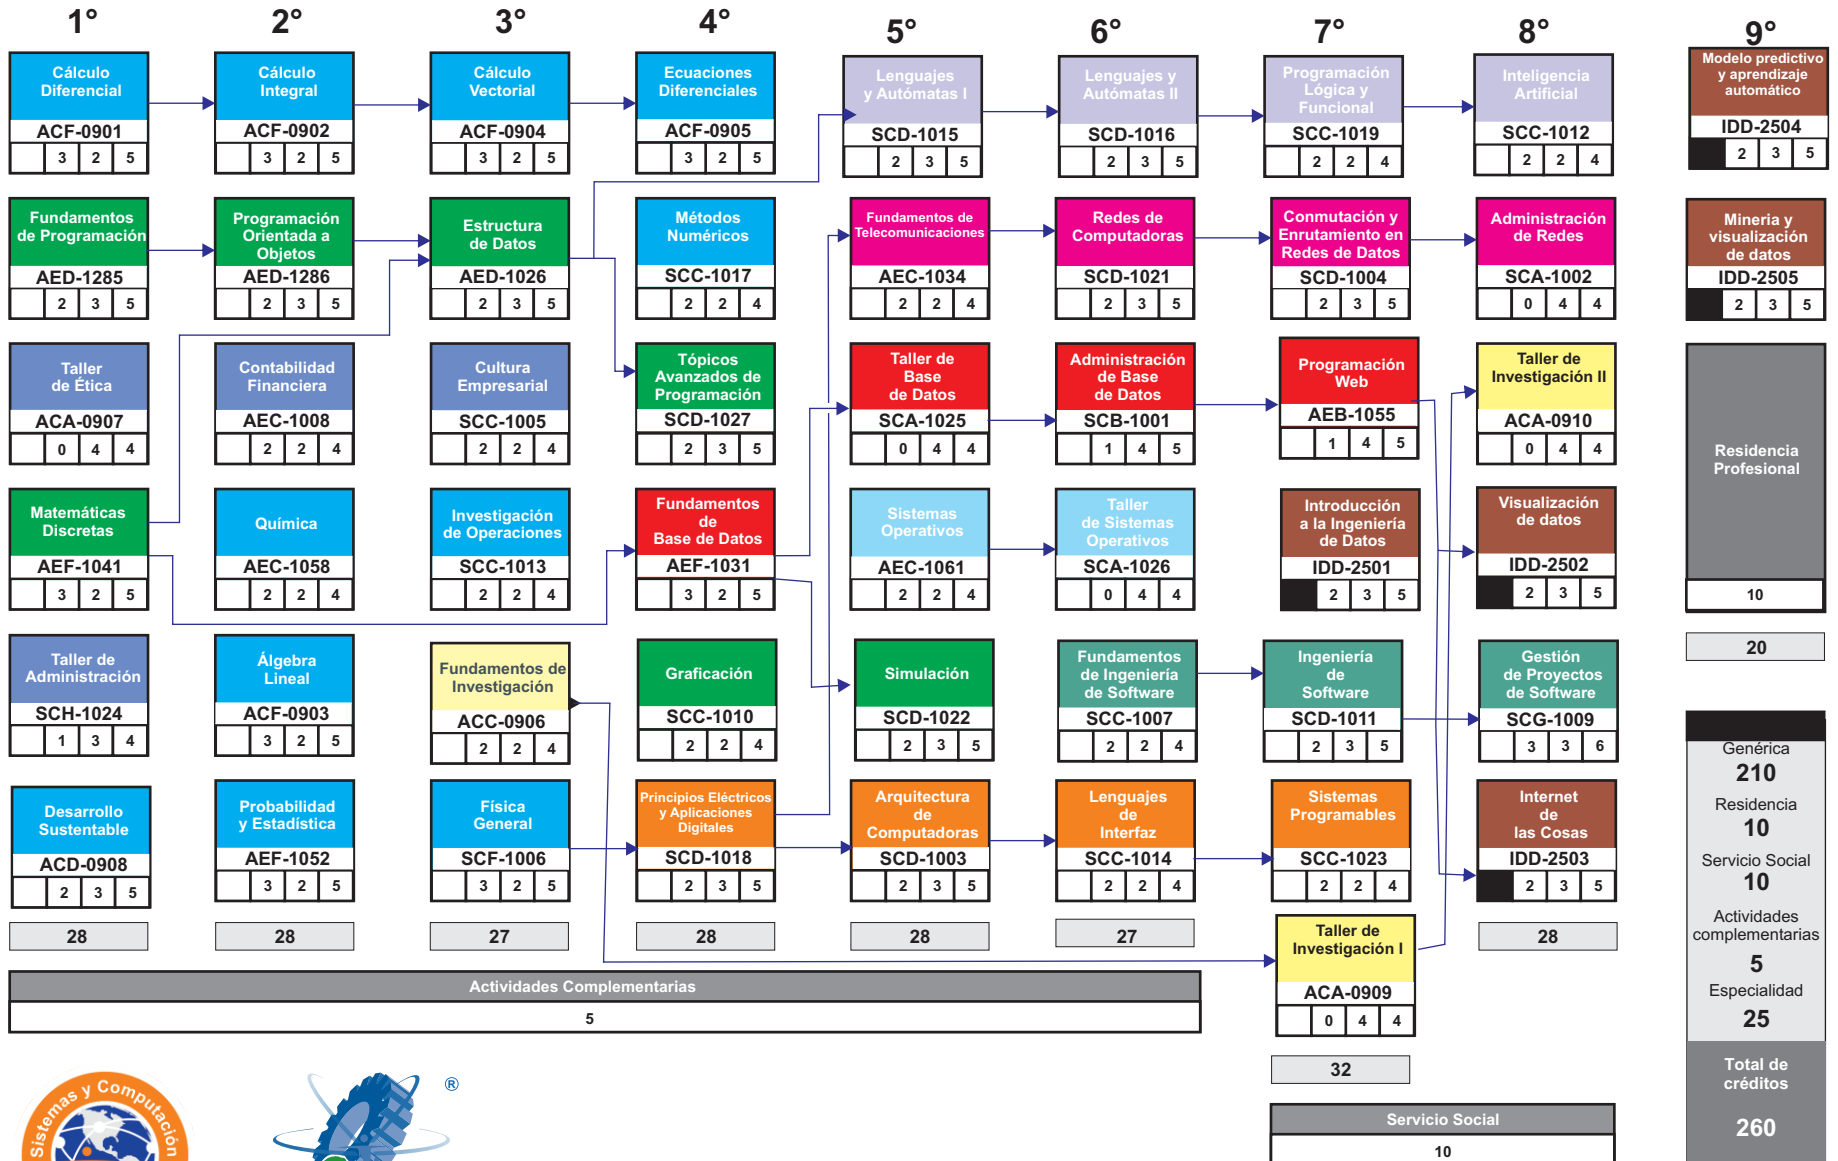 1°
2°
3°
4°
5°
6°
7°
8°
9°
Cálculo
Diferencial
ACF-0901
3 2 5
Cálculo
Integral
ACF-0902
3 2 5
Cálculo
Vectorial
ACF-0904
3 2 5
Ecuaciones
Diferenciales
ACF-0905
3 2 5
Lenguajes
y Autómatas I
SCD-1015
2 3 5
Lenguajes y
Autómatas II
SCD-1016
2 3 5
Programación
Lógica y
Funcional
SCC-1019
2 2 4
Inteligencia
Artificial
SCC-1012
2 2 4
Modelo predictivo
y aprendizaje
automático
IDD-2504
2 3 5
Fundamentos
de Programación
AED-1285
2 3 5
Programación
Orientada a
Objetos
AED-1286
2 3 5
Estructura
de Datos
AED-1026
2 3 5
Métodos
Numéricos
SCC-1017
2 2 4
Fundamentos de
Telecomunicaciones
AEC-1034
2 2 4
Redes de
Computadoras
SCD-1021
2 3 5
Conmutación y
Enrutamiento en
Redes de Datos
SCD-1004
2 3 5
Administración
de Redes
SCA-1002
0 4 4
Mineria y
visualización
de datos
IDD-2505
2 3 5
Taller
de Ética
ACA-0907
0 4 4
Contabilidad
Financiera
AEC-1008
2 2 4
Cultura
Empresarial
SCC-1005
2 2 4
Tópicos
Avanzados de
Programación
SCD-1027
2 3 5
Taller de
Base
de Datos
SCA-1025
0 4 4
Administración
de Base
de Datos
SCB-1001
1 4 5
Programación
Web
AEB-1055
1 4 5
Taller de
Investigación II
ACA-0910
0 4 4
Residencia
Profesional
10
20
Matemáticas
Discretas
AEF-1041
3 2 5
Química
AEC-1058
2 2 4
Investigación
de Operaciones
SCC-1013
2 2 4
Fundamentos
de
Base de Datos
AEF-1031
3 2 5
Sistemas
Operativos
AEC-1061
2 2 4
Taller
de Sistemas
Operativos
SCA-1026
0 4 4
Introducción
a la Ingeniería
de Datos
IDD-2501
2 3 5
Visualización
de datos
IDD-2502
2 3 5
Taller de
Administración
SCH-1024
1 3 4
Álgebra
Lineal
ACF-0903
3 2 5
Fundamentos de
Investigación
ACC-0906
2 2 4
Graficación
SCC-1010
2 2 4
Simulación
SCD-1022
2 3 5
Fundamentos
de Ingeniería
de Software
SCC-1007
2 2 4
Ingeniería
de
Software
SCD-1011
2 3 5
Gestión
de Proyectos
de Software
SCG-1009
3 3 6
Desarrollo
Sustentable
ACD-0908
2 3 5
Probabilidad
y Estadística
AEF-1052
3 2 5
Física
General
SCF-1006
3 2 5
Principios Eléctricos
y Aplicaciones
Digitales
SCD-1018
2 3 5
Arquitectura
de
Computadoras
SCD-1003
2 3 5
Lenguajes
de
Interfaz
SCC-1014
2 2 4
Sistemas
Programables
SCC-1023
2 2 4
Internet
de
las Cosas
IDD-2503
2 3 5
28
28
27
28
28
27
28
Taller de
Investigación I
ACA-0909
0 4 4
32
Actividades Complementarias
5
Servicio Social
10
Genérica
210
Residencia
10
Servicio Social
10
Actividades
complementarias
5
Especialidad
25
Total de
créditos
260
Sistemas y Computación
®